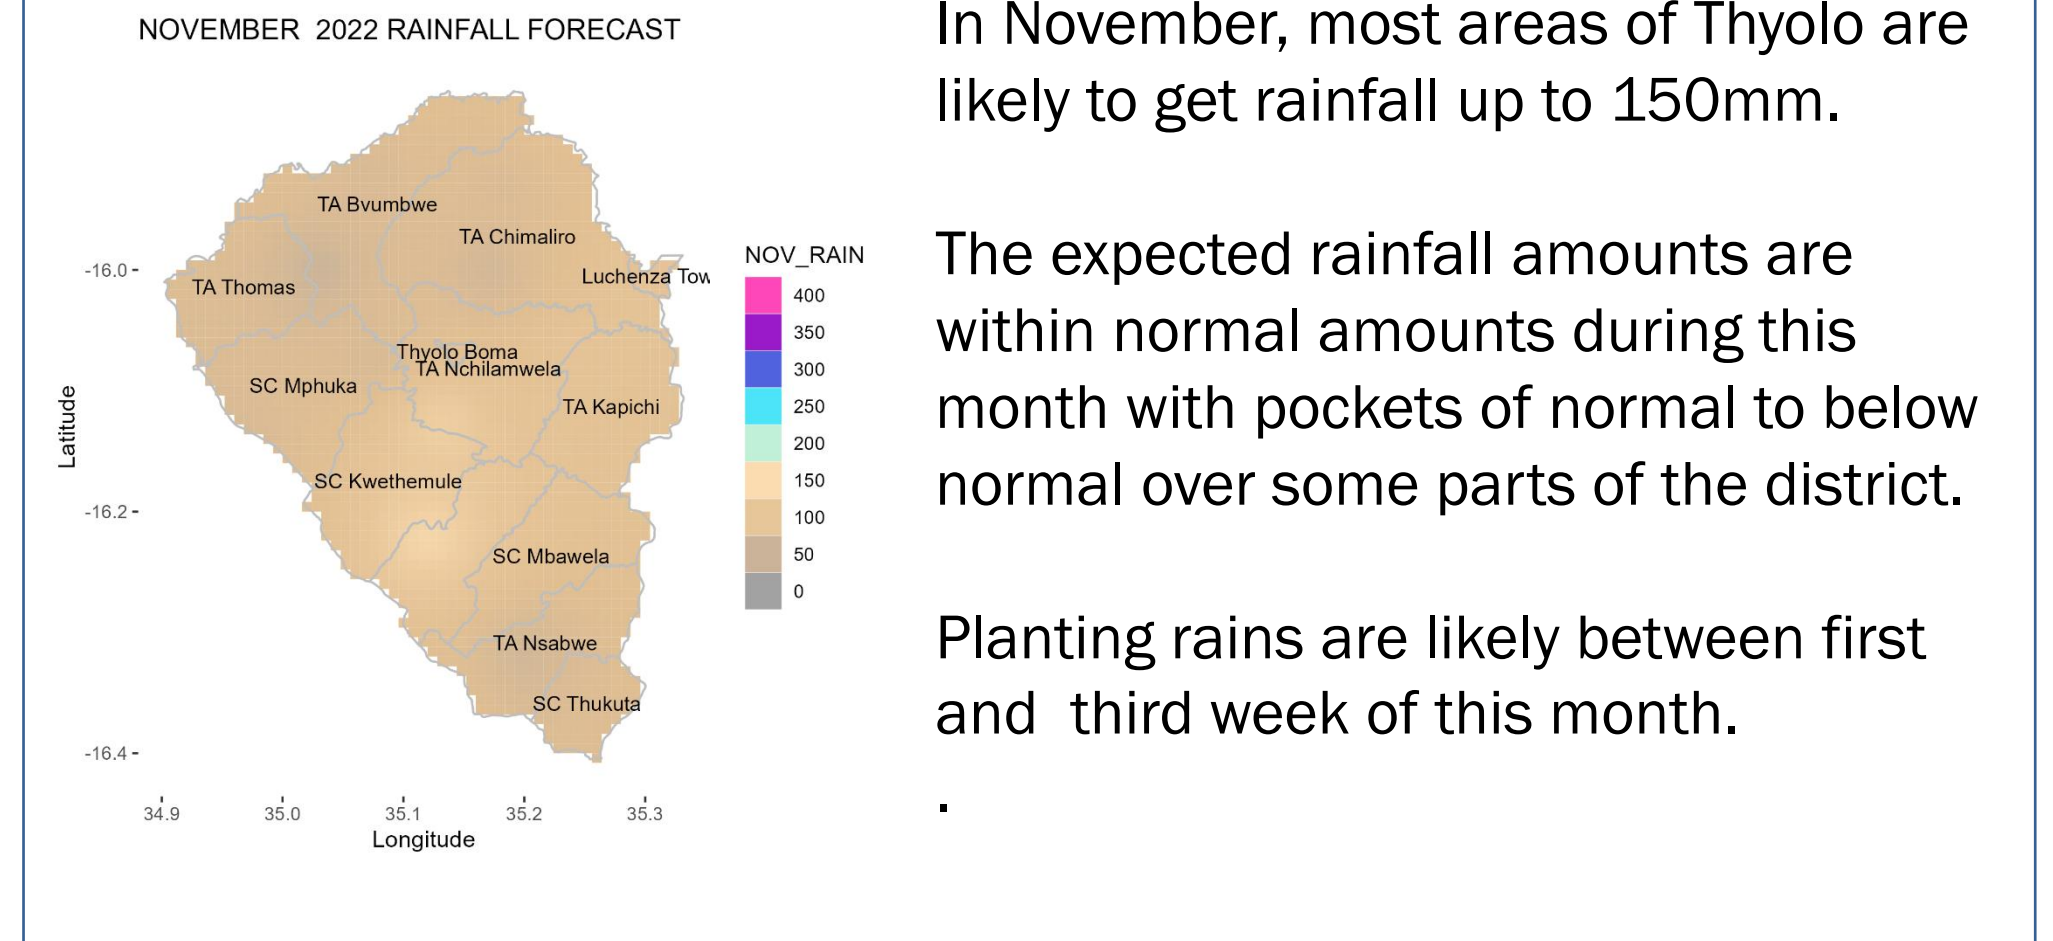 NOVEMBER  2022 RAINFALL FORECAST
TA Bvumbwe
TA Chimaliro
Luchenza Tow
TA Thomas
Thyolo Boma
TA Nchilamwela
SC Mphuka
TA Kapichi
SC Kwethemule
SC Mbawela
TA Nsabwe
SC Thukuta
Latitude
-16.0
-16.2
-16.4
34.9
35.0
35.1
35.2
35.3
Longitude
NOV_RAIN
400
350
300
250
200
150
100
50
0
In November, most areas of Thyolo are
likely to get rainfall up to 150mm.
The expected rainfall amounts are
within normal amounts during this
month with pockets of normal to below
normal over some parts of the district.
Planting rains are likely between first
and  third week of this month.
.